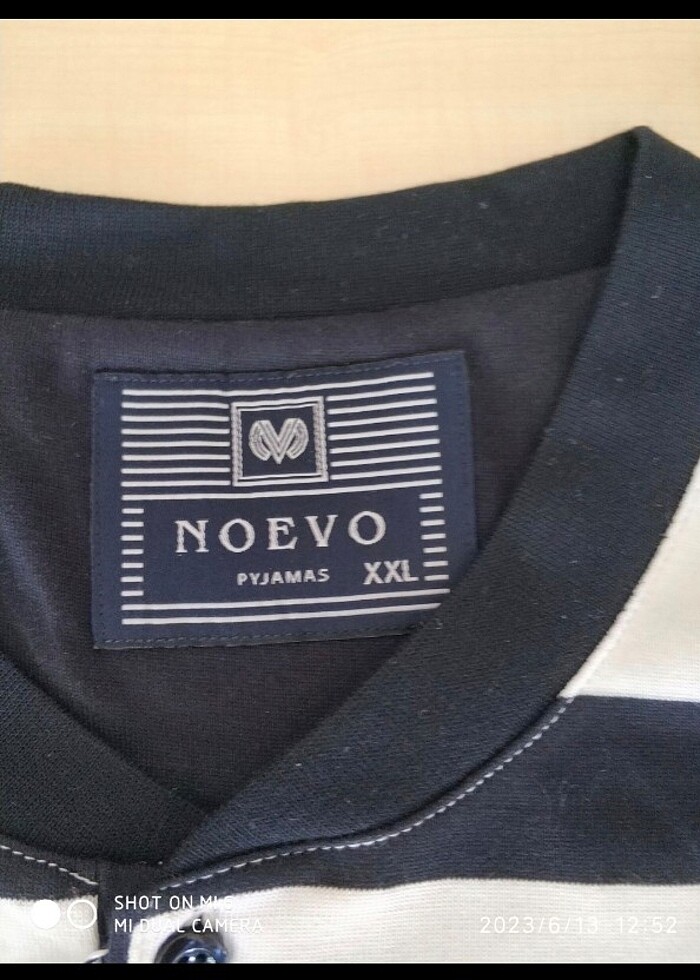 NOEVO
PYJAMAS XXL
SHOT ON MI 
MI DUAL CAMERA
2023/6/13 12:52